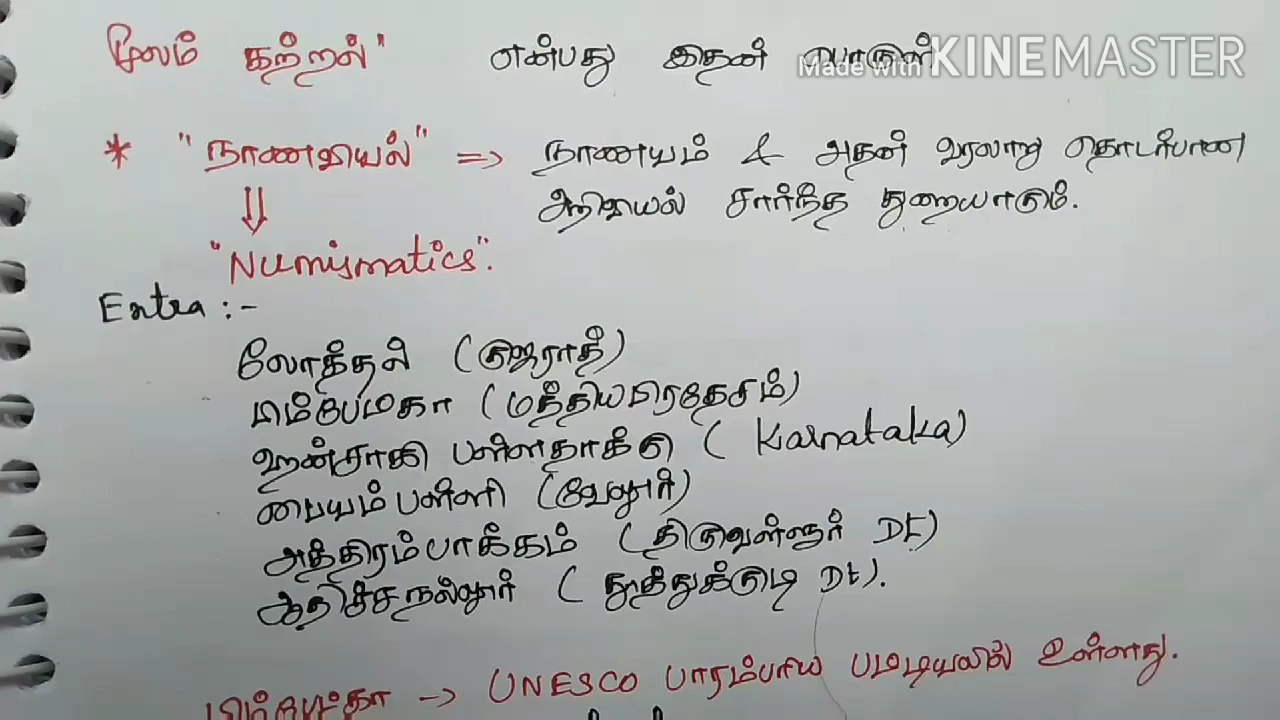 மூலம் கற்றல்" என்பது இதன் பொருள்
Made with KINEMASTER
* "நாணவியல்" => நாணயம் & அதன் வரலாறு தொடர்பான
அறிவியல் சார்ந்த துறையாகும்.
⇓
"Numismatics".
Extra :-
லோத்தல் (குஜராத்)
பிம்பேட்கா (மத்தியபிரதேசம்)
ஹன்சாகி பள்ளதாக்கு ( Karnataka)
பையம்பள்ளி (வேலூர்)
அத்திரம்பாக்கம் (திருவள்ளூர் Dt)
ஆதிச்சநல்லூர் ( தூத்துக்குடி Dt).
பிம்பேட்கா -> UNESCO பாரம்பரிய பட்டியலில் உள்ளது.